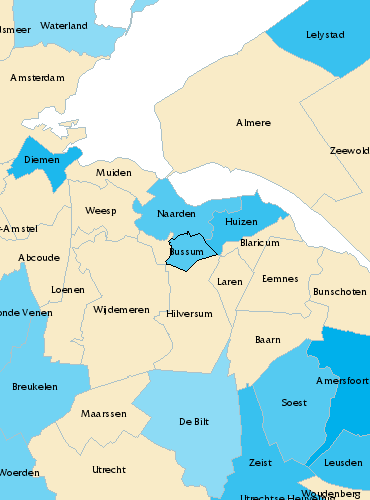 Waterland
dsmeer
Lelystad
Amsterdam
Almere
Zeewold
Diemen
Muiden
Weesp
Naarden
Huizen
-Amstel
Blaricum
Bussum
Abcoude
Laren
Eemnes
Loenen
Bunschoten
Wijdemeren
Hilversum
onde Venen
Baarn
Amersfoort
Breukelen
Soest
Maarssen
De Bilt
Zeist
Leusden
Utrecht
Woerden
Woudenberg
Utrechtse Heuvelrug